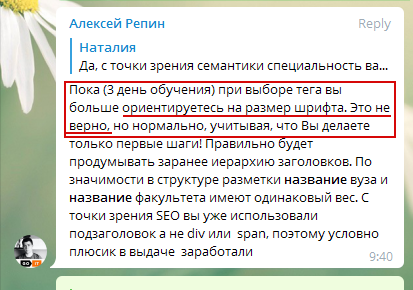 Алексей Репин Reply
Наталия
Да, с точки зрения семантики специальность ва...
Пока (3 день обучения) при выборе тега вы
больше ориентируетесь на размер шрифта. Это не
верно, но нормально, учитывая, что Вы делаете
только первые шаги! Правильно будет
продумывать заранее иерархию заголовков. По
значимости в структуре разметки название вуза и
название факультета имеют одинаковый вес. С
точки зрения SEO вы уже использовали
подзаголовок а не div или span, поэтому условно
плюсик в выдаче заработали
9:40